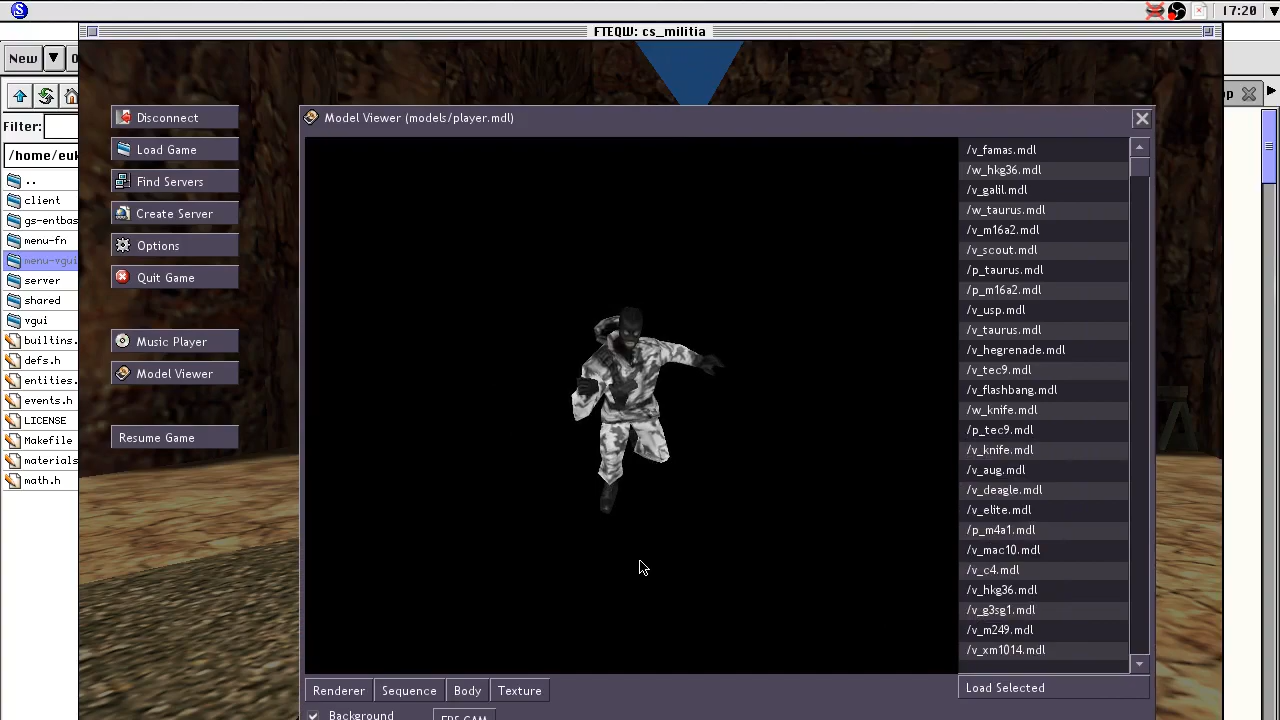 17:20
FTEQW: cs_militia
New
Filter:
/home/euk
..
client
gs-entbas
menu-fn
menu-vgui
server
shared
vgui
builtins.
defs.h
entities.
events.h
LICENSE
Makefile
materials
math.h
Disconnect
Load Game
Find Servers
Create Server
Options
Quit Game
Music Player
Model Viewer
Resume Game
Model Viewer (models/player.mdl)
/v_famas.mdl
/w_hkg36.mdl
/v_galil.mdl
/w_taurus.mdl
/v_m16a2.mdl
/v_scout.mdl
/p_taurus.mdl
/p_m16a2.mdl
/v_usp.mdl
/v_taurus.mdl
/v_hegrenade.mdl
/v_tec9.mdl
/v_flashbang.mdl
/w_knife.mdl
/p_tec9.mdl
/v_knife.mdl
/v_aug.mdl
/v_deagle.mdl
/v_elite.mdl
/p_m4a1.mdl
/v_mac10.mdl
/v_c4.mdl
/v_hkg36.mdl
/v_g3sg1.mdl
/v_m249.mdl
/v_xm1014.mdl
Load Selected
Renderer Sequence Body Texture
Background FPS CAM